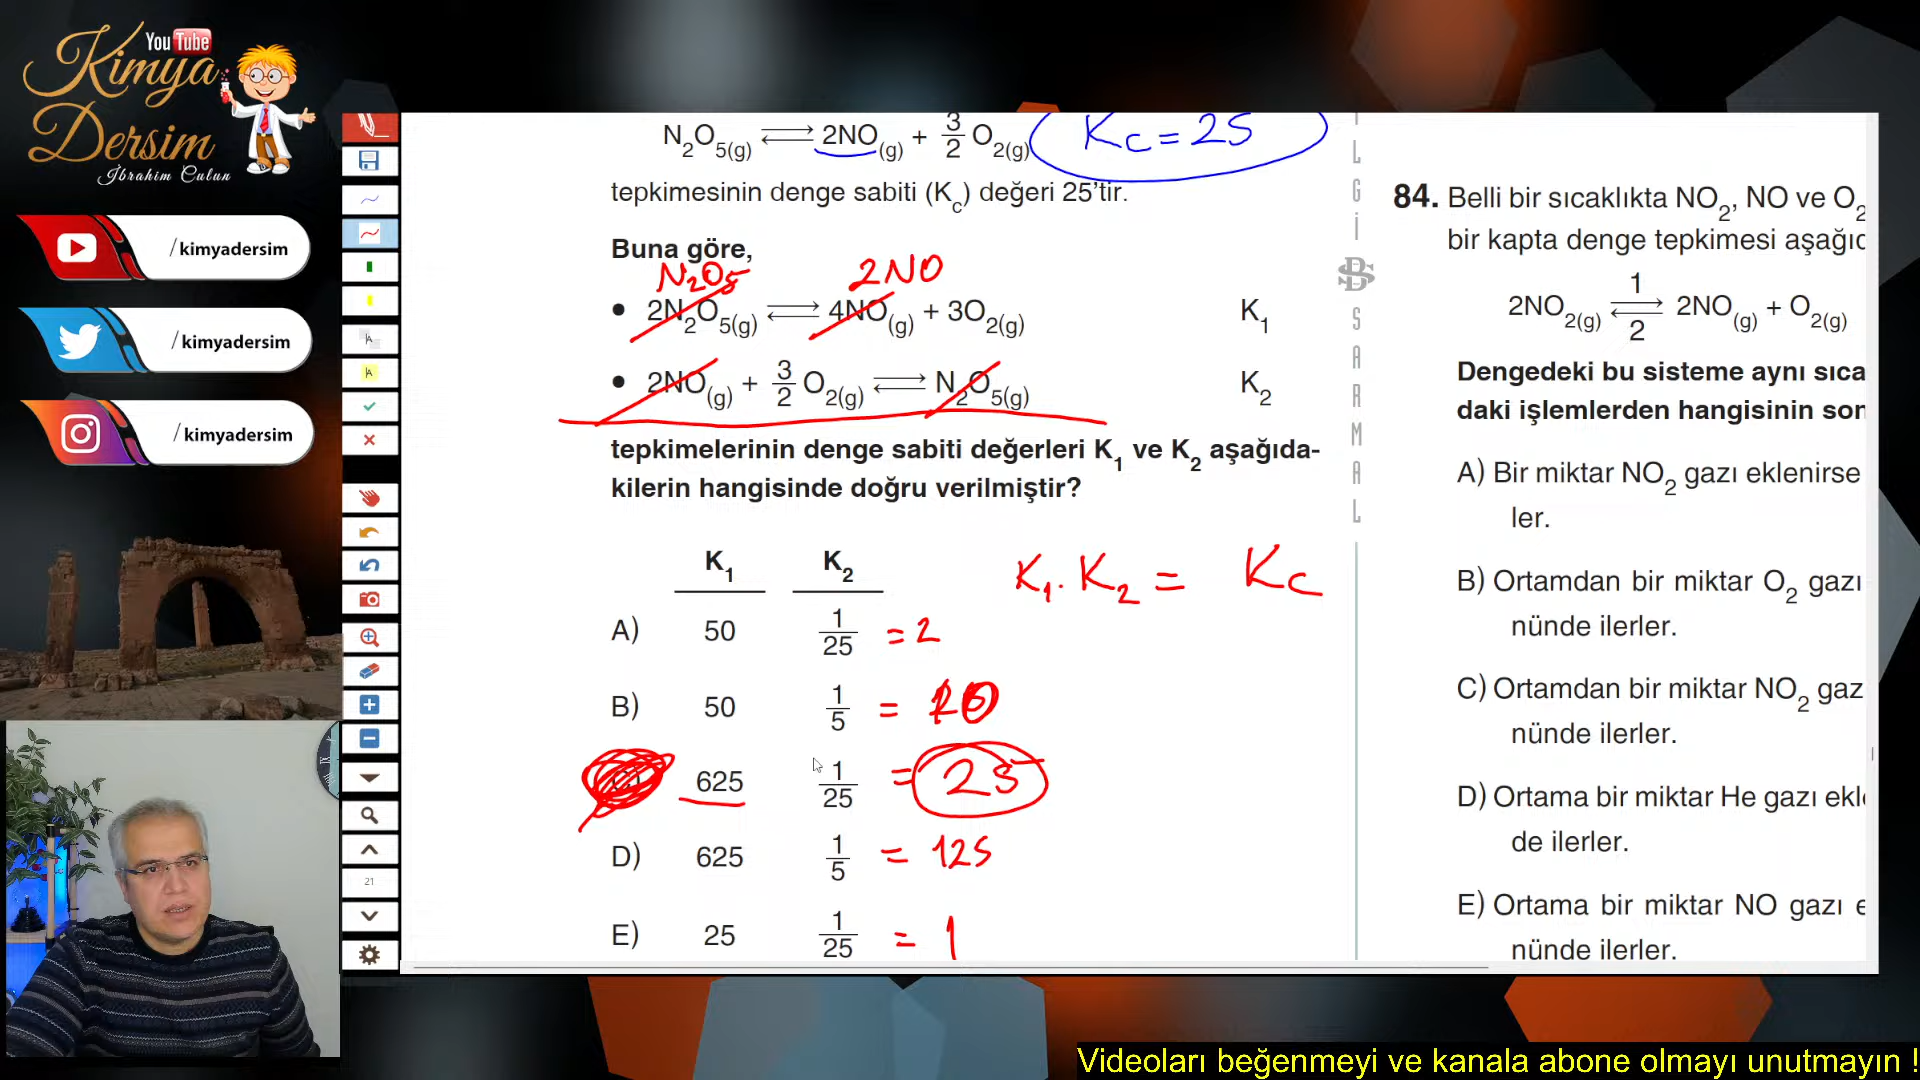 You Tube
Kimya
Dersim
İbrahim Culun
/kimyadersim
/kimyadersim
/kimyadersim
21
N2O5(g) ⇌ 2NO(g) + 3/2 O2(g)
Kc = 25
tepkimesinin denge sabiti (Kc) değeri 25'tir.
Buna göre,
N2O5 2NO
• 2N2O5(g) ⇌ 4NO(g) + 3O2(g) K1
• 2NO(g) + 3/2 O2(g) ⇌ N2O5(g) K2
tepkimelerinin denge sabiti değerleri K1 ve K2 aşağıda-
kilerin hangisinde doğru verilmiştir?
K1 K2
K1 . K2 = Kc
A) 50 1/25 = 2
B) 50 1/5 =
625 1/25 = 25
D) 625 1/5 = 125
E) 25 1/25 = 1
L G İ S A R M A L
84. Belli bir sıcaklıkta NO2, NO ve O2
bir kapta denge tepkimesi aşağıd
2NO2(g) 1⇌2 2NO(g) + O2(g)
Dengedeki bu sisteme aynı sıca
daki işlemlerden hangisinin son
A) Bir miktar NO2 gazı eklenirse
ler.
B) Ortamdan bir miktar O2 gazı
nünde ilerler.
C) Ortamdan bir miktar NO2 gaz
nünde ilerler.
D) Ortama bir miktar He gazı ekl
de ilerler.
E) Ortama bir miktar NO gazı e
nünde ilerler.
Videoları beğenmeyi ve kanala abone olmayı unutmayın !